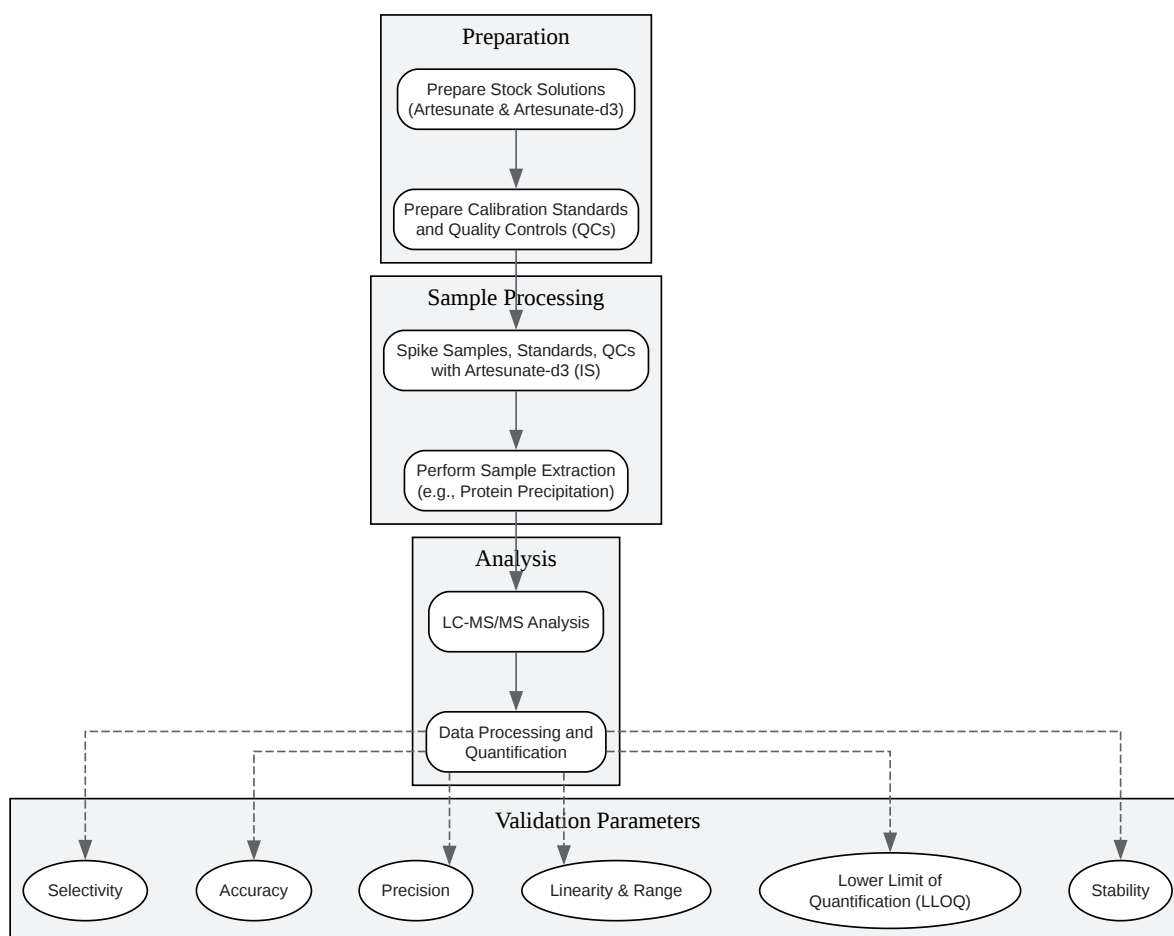 Preparation
Prepare Stock Solutions
(Artesunate & Artesunate-d3)
Prepare Calibration Standards
and Quality Controls (QCs)
Sample Processing
Spike Samples, Standards, QCs
with Artesunate-d3 (IS)
Perform Sample Extraction
(e.g., Protein Precipitation)
Analysis
LC-MS/MS Analysis
Data Processing and
Quantification
Validation Parameters
Selectivity
Accuracy
Precision
Linearity & Range
Lower Limit of
Quantification (LLOQ)
Stability